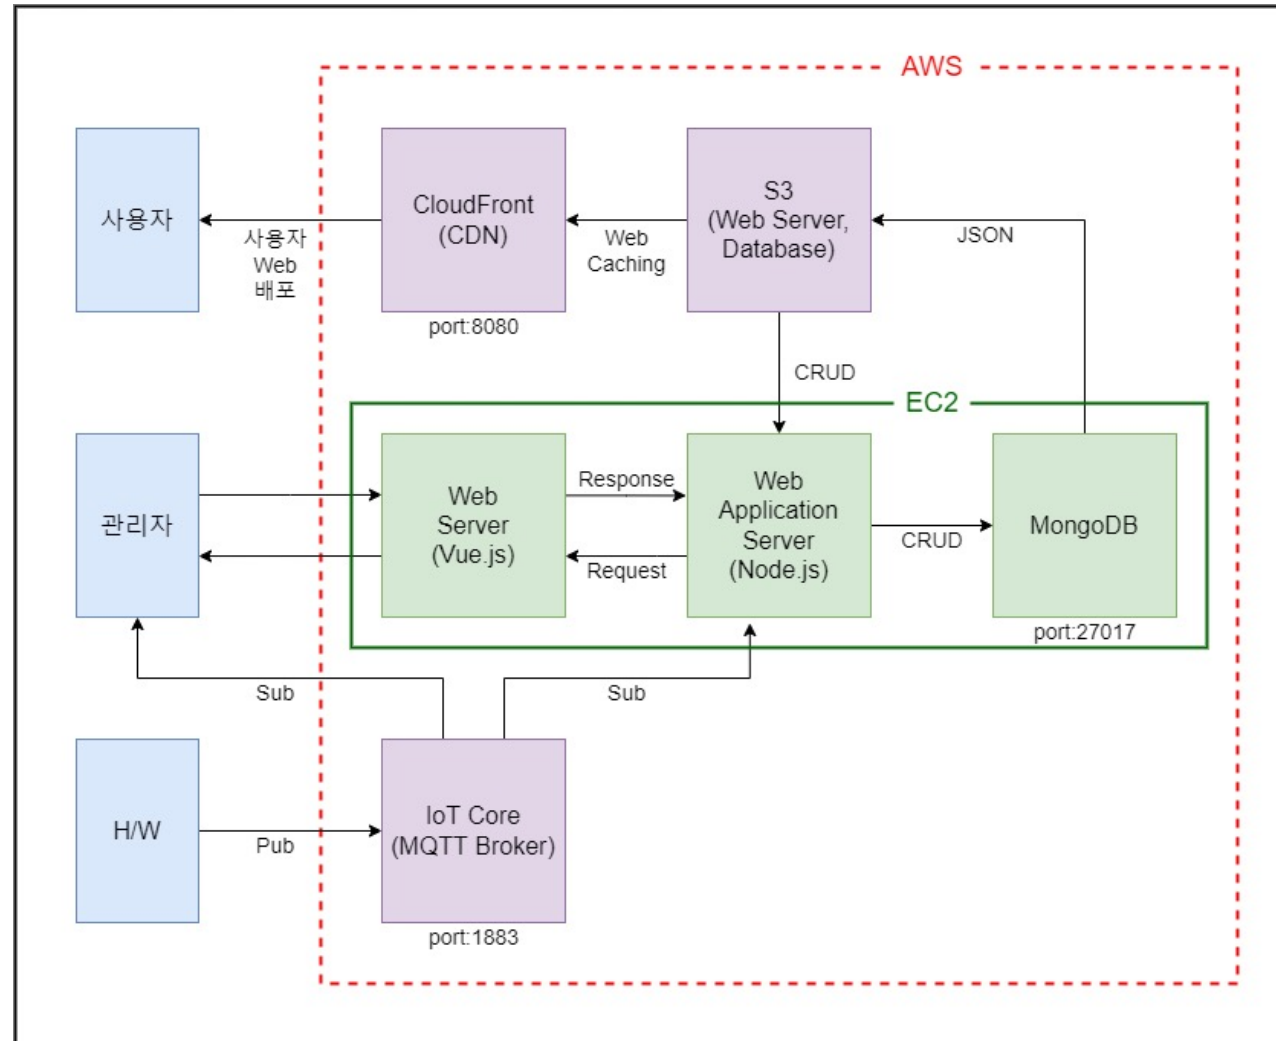 AWS
사용자
사용자
Web
배포
CloudFront
(CDN)
port:8080
Web
Caching
S3
(Web Server,
Database)
JSON
CRUD
EC2
관리자
Web
Server
(Vue.js)
Response
Request
Web
Application
Server
(Node.js)
CRUD
MongoDB
port:27017
Sub
Sub
H/W
Pub
IoT Core
(MQTT Broker)
port:1883